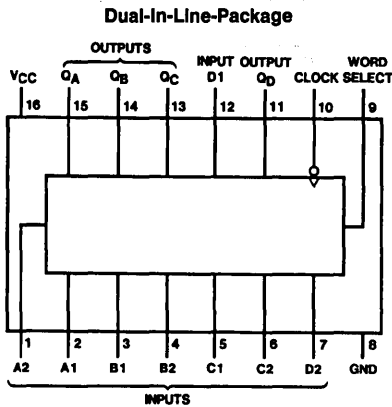 Dual-In-Line-Package
OUTPUTS
VCC QA QB QC INPUT D1 OUTPUT QD CLOCK WORD SELECT
16 15 14 13 12 11 10 9
1 2 3 4 5 6 7 8
A2 A1 B1 B2 C1 C2 D2 GND
INPUTS